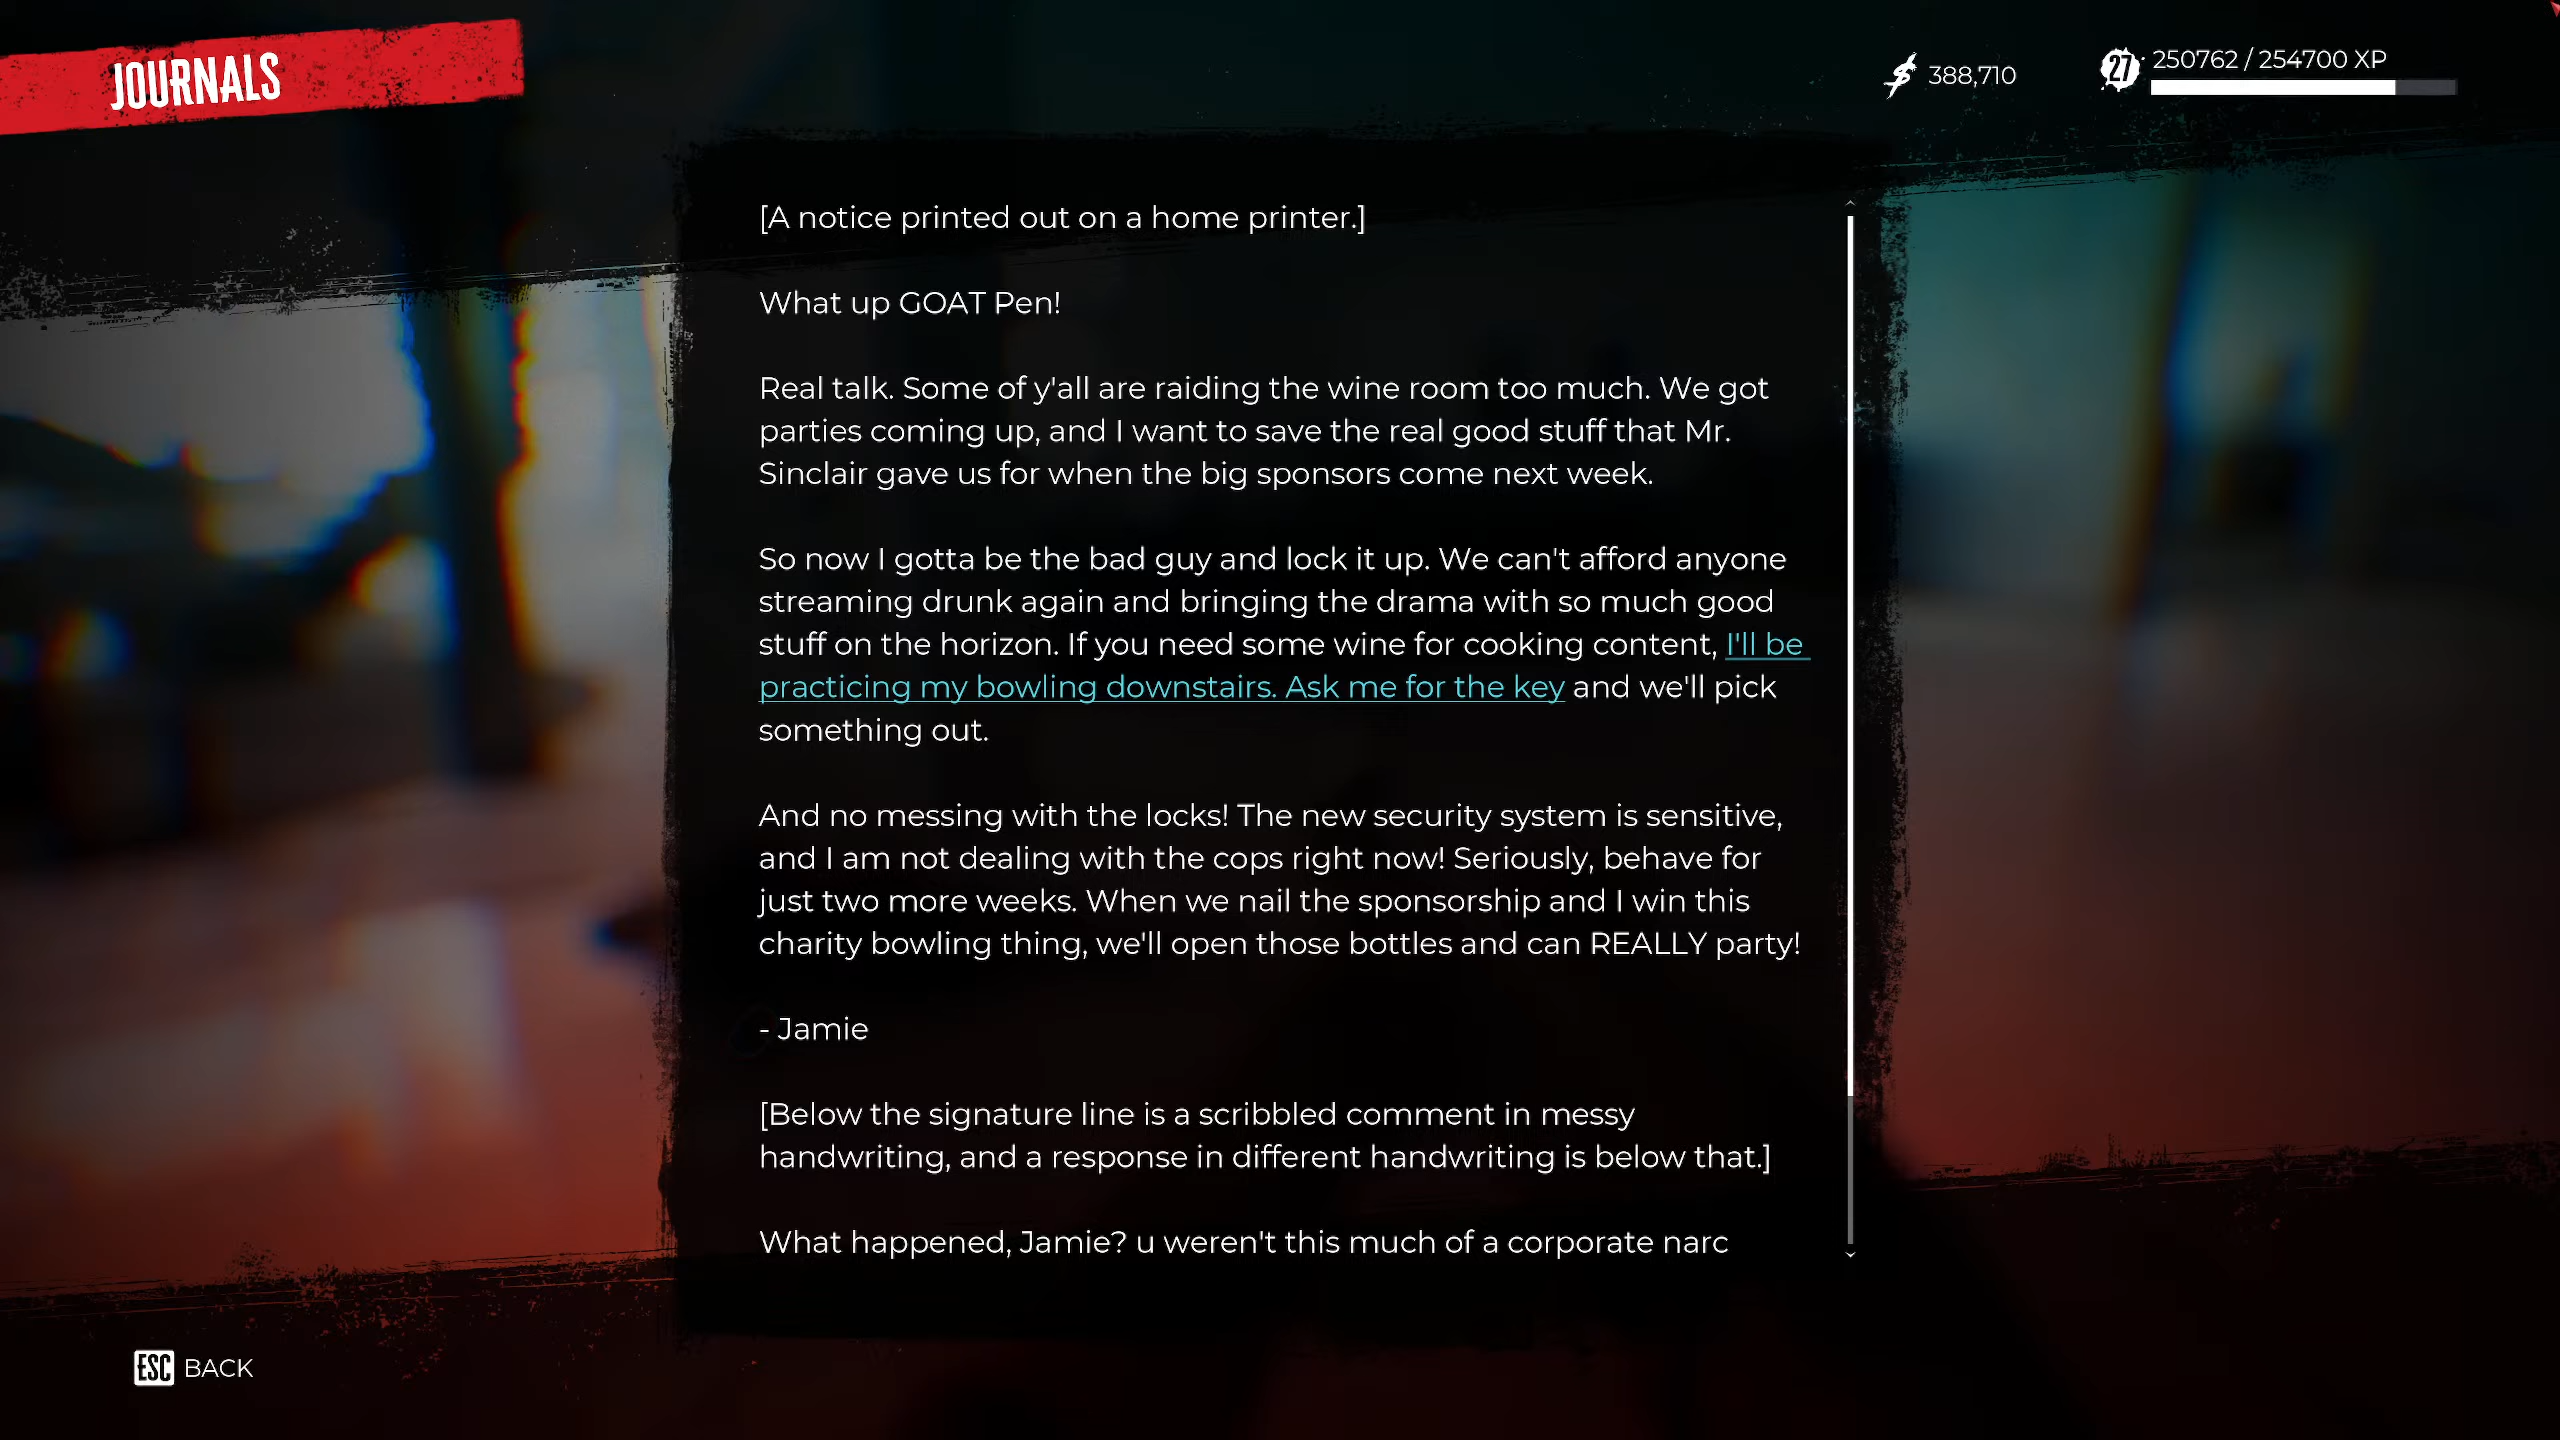 JOURNALS
388,710
27
250762 / 254700 XP
[A notice printed out on a home printer.]
What up GOAT Pen!
Real talk. Some of y'all are raiding the wine room too much. We got
parties coming up, and I want to save the real good stuff that Mr.
Sinclair gave us for when the big sponsors come next week.
So now I gotta be the bad guy and lock it up. We can't afford anyone
streaming drunk again and bringing the drama with so much good
stuff on the horizon. If you need some wine for cooking content, I'll be
practicing my bowling downstairs. Ask me for the key and we'll pick
something out.
And no messing with the locks! The new security system is sensitive,
and I am not dealing with the cops right now! Seriously, behave for
just two more weeks. When we nail the sponsorship and I win this
charity bowling thing, we'll open those bottles and can REALLY party!
- Jamie
[Below the signature line is a scribbled comment in messy
handwriting, and a response in different handwriting is below that.]
What happened, Jamie? u weren't this much of a corporate narc
ESC BACK